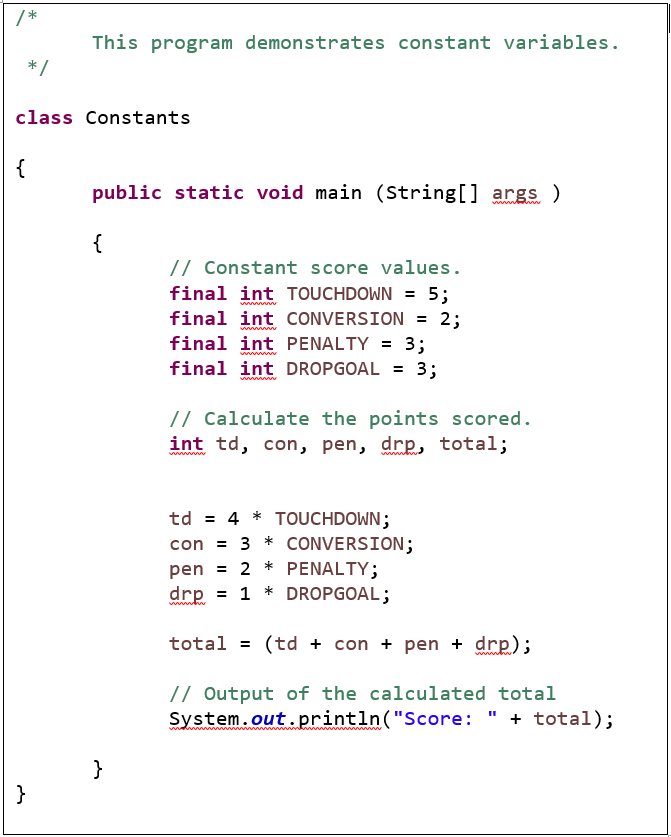 /*
This program demonstrates constant variables.
*/
class Constants
{
public static void main (String[] args )
{
// Constant score values.
final int TOUCHDOWN = 5;
final int CONVERSION = 2;
final int PENALTY = 3;
final int DROPGOAL = 3;
// Calculate the points scored.
int td, con, pen, drp, total;
td = 4 * TOUCHDOWN;
con = 3 * CONVERSION;
pen = 2 * PENALTY;
drp = 1 * DROPGOAL;
total = (td + con + pen + drp);
// Output of the calculated total
System.out.println("Score: " + total);
}
}